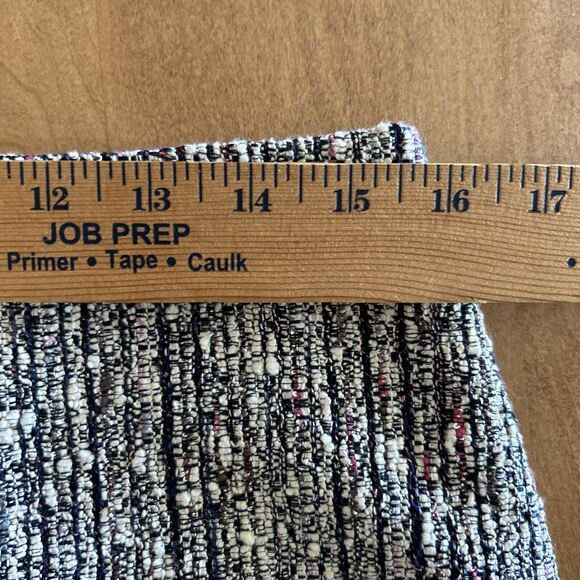 12 13 14 15 16 17
JOB PREP
Primer • Tape • Caulk